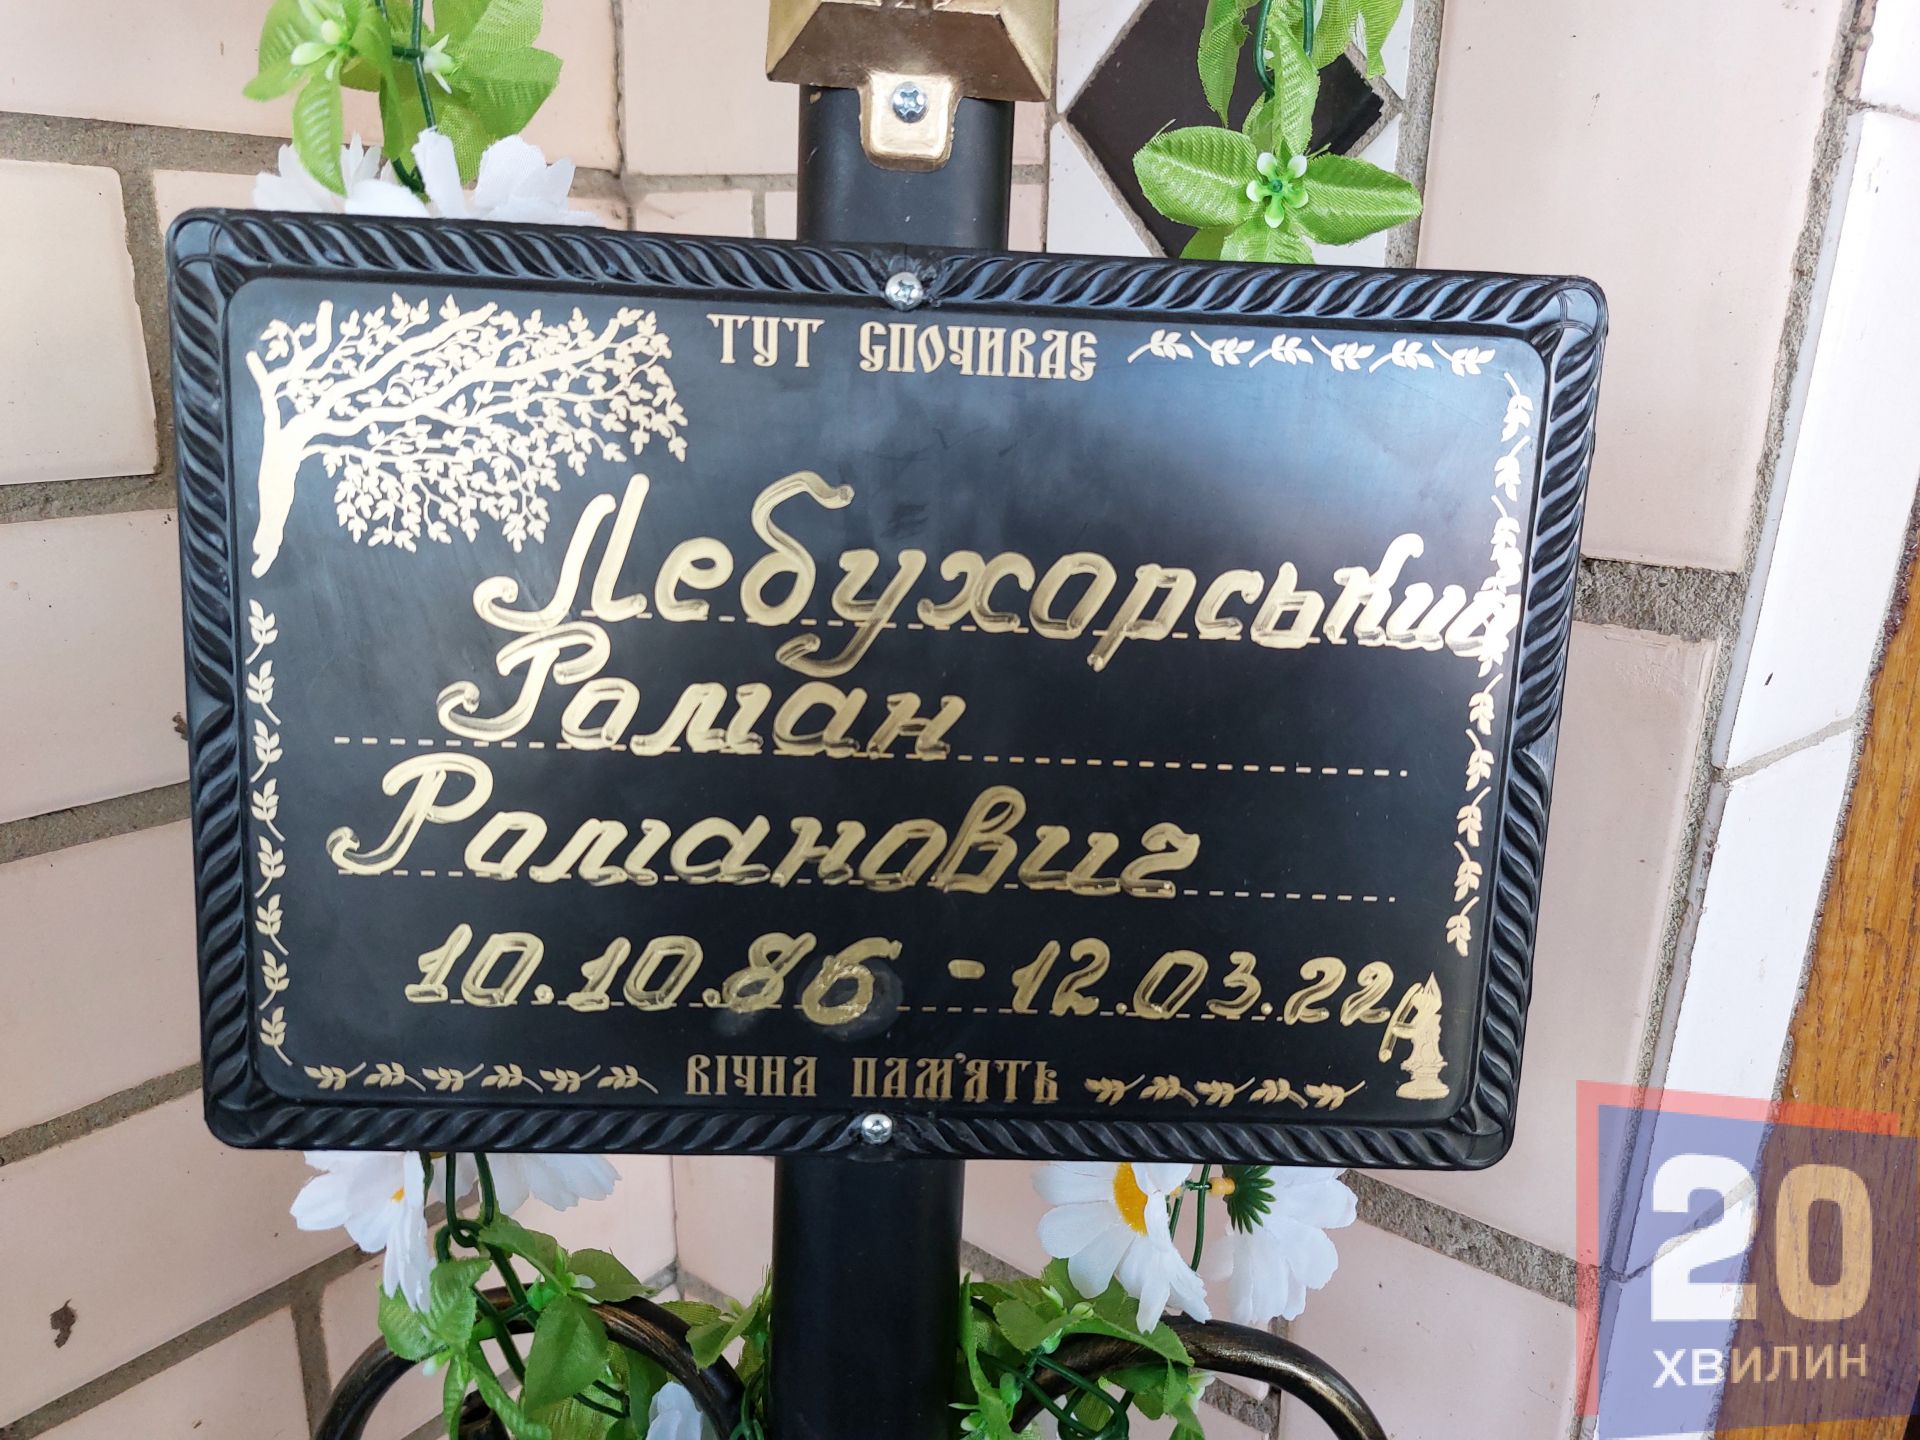 ТУТ СПОЧИВАЄ
Лебухорський
Роман
Романович
10.10.86 - 12.03.22
ВІЧНА ПАМ'ЯТЬ
20
ХВИЛИН